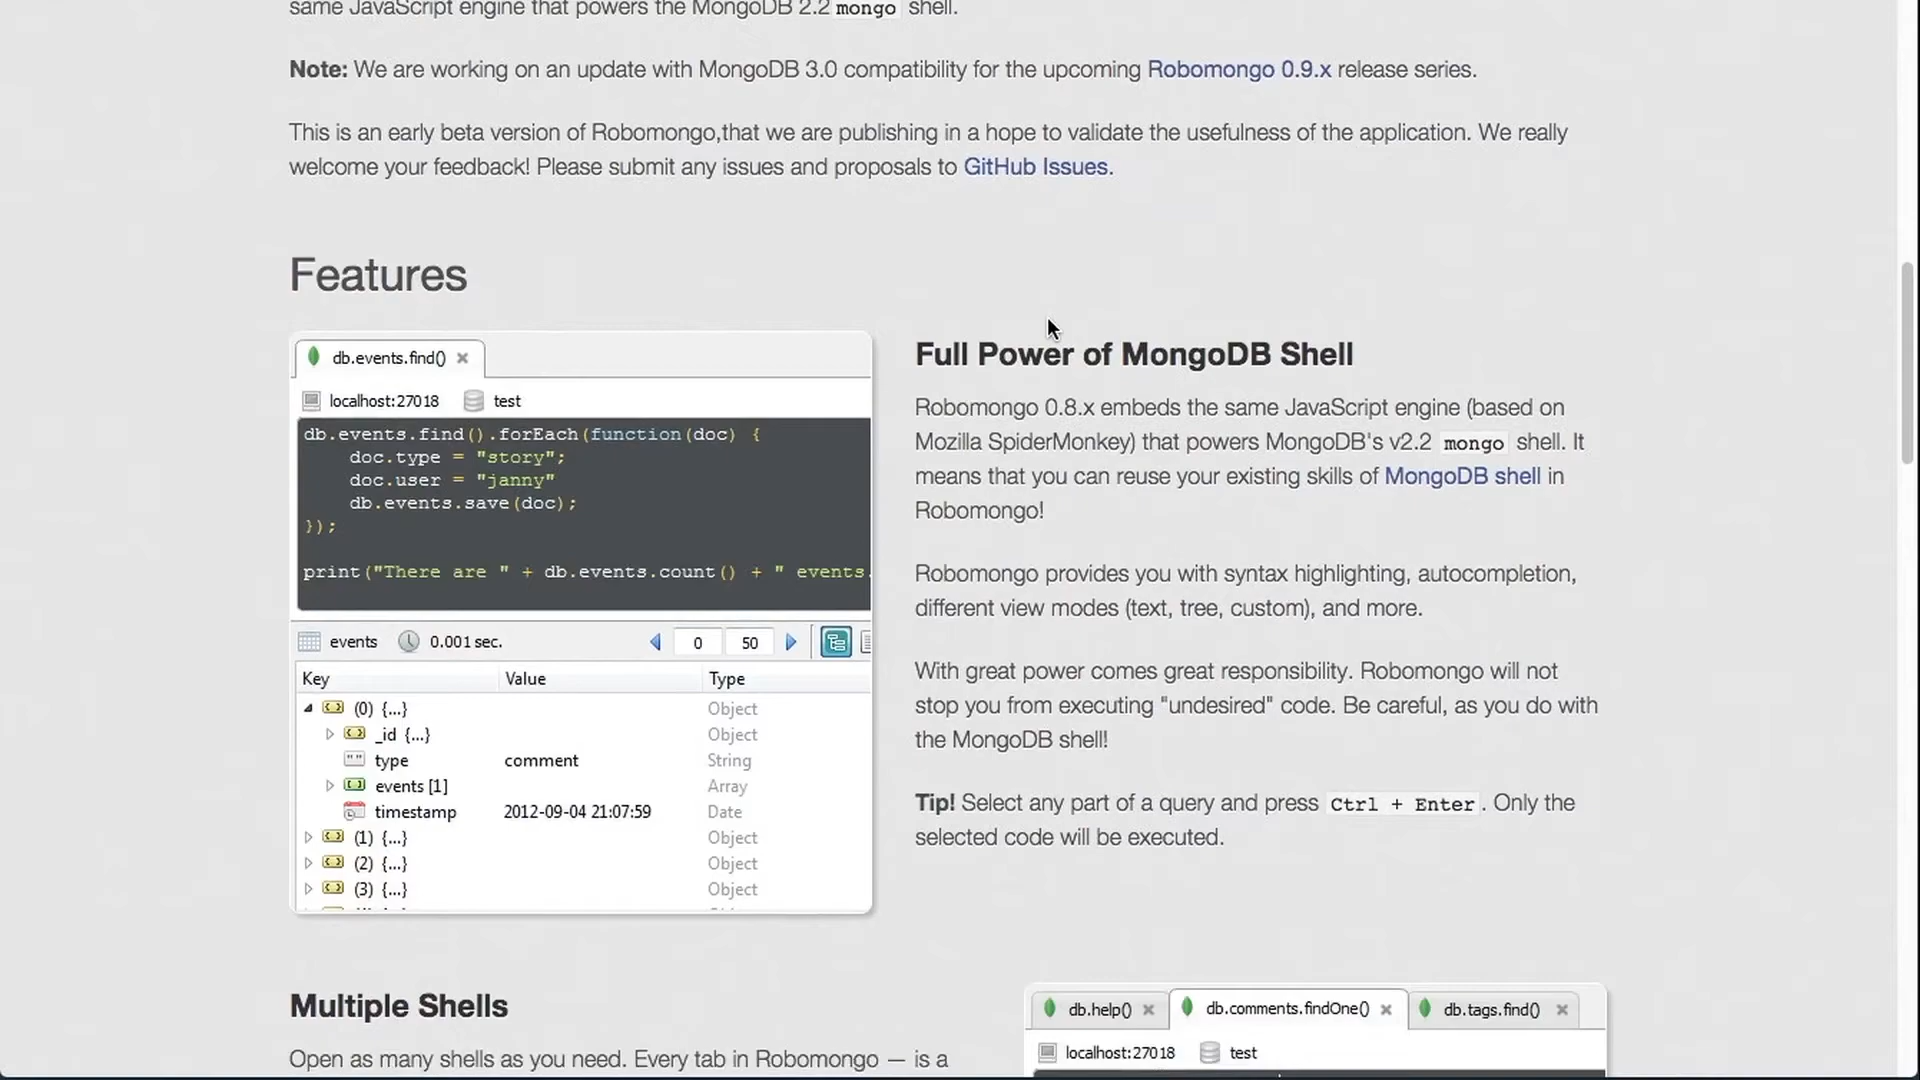 same JavaScript engine that powers the MongoDB 2.2 mongo shell.
Note: We are working on an update with MongoDB 3.0 compatibility for the upcoming Robomongo 0.9.x release series.
This is an early beta version of Robomongo,that we are publishing in a hope to validate the usefulness of the application. We really
welcome your feedback! Please submit any issues and proposals to GitHub Issues.
Features
db.events.find()
localhost:27018 test
db.events.find().forEach(function(doc) {
doc.type = "story";
doc.user = "janny"
db.events.save(doc);
});
print("There are " + db.events.count() + " events.
events 0.001 sec. 0 50
Key Value Type
(0) {...} Object
_id {...} Object
type comment String
events [1] Array
timestamp 2012-09-04 21:07:59 Date
(1) {...} Object
(2) {...} Object
(3) {...} Object
Full Power of MongoDB Shell
Robomongo 0.8.x embeds the same JavaScript engine (based on
Mozilla SpiderMonkey) that powers MongoDB's v2.2 mongo shell. It
means that you can reuse your existing skills of MongoDB shell in
Robomongo!
Robomongo provides you with syntax highlighting, autocompletion,
different view modes (text, tree, custom), and more.
With great power comes great responsibility. Robomongo will not
stop you from executing "undesired" code. Be careful, as you do with
the MongoDB shell!
Tip! Select any part of a query and press Ctrl + Enter. Only the
selected code will be executed.
Multiple Shells
Open as many shells as you need. Every tab in Robomongo — is a
db.help() db.comments.findOne() db.tags.find()
localhost:27018 test